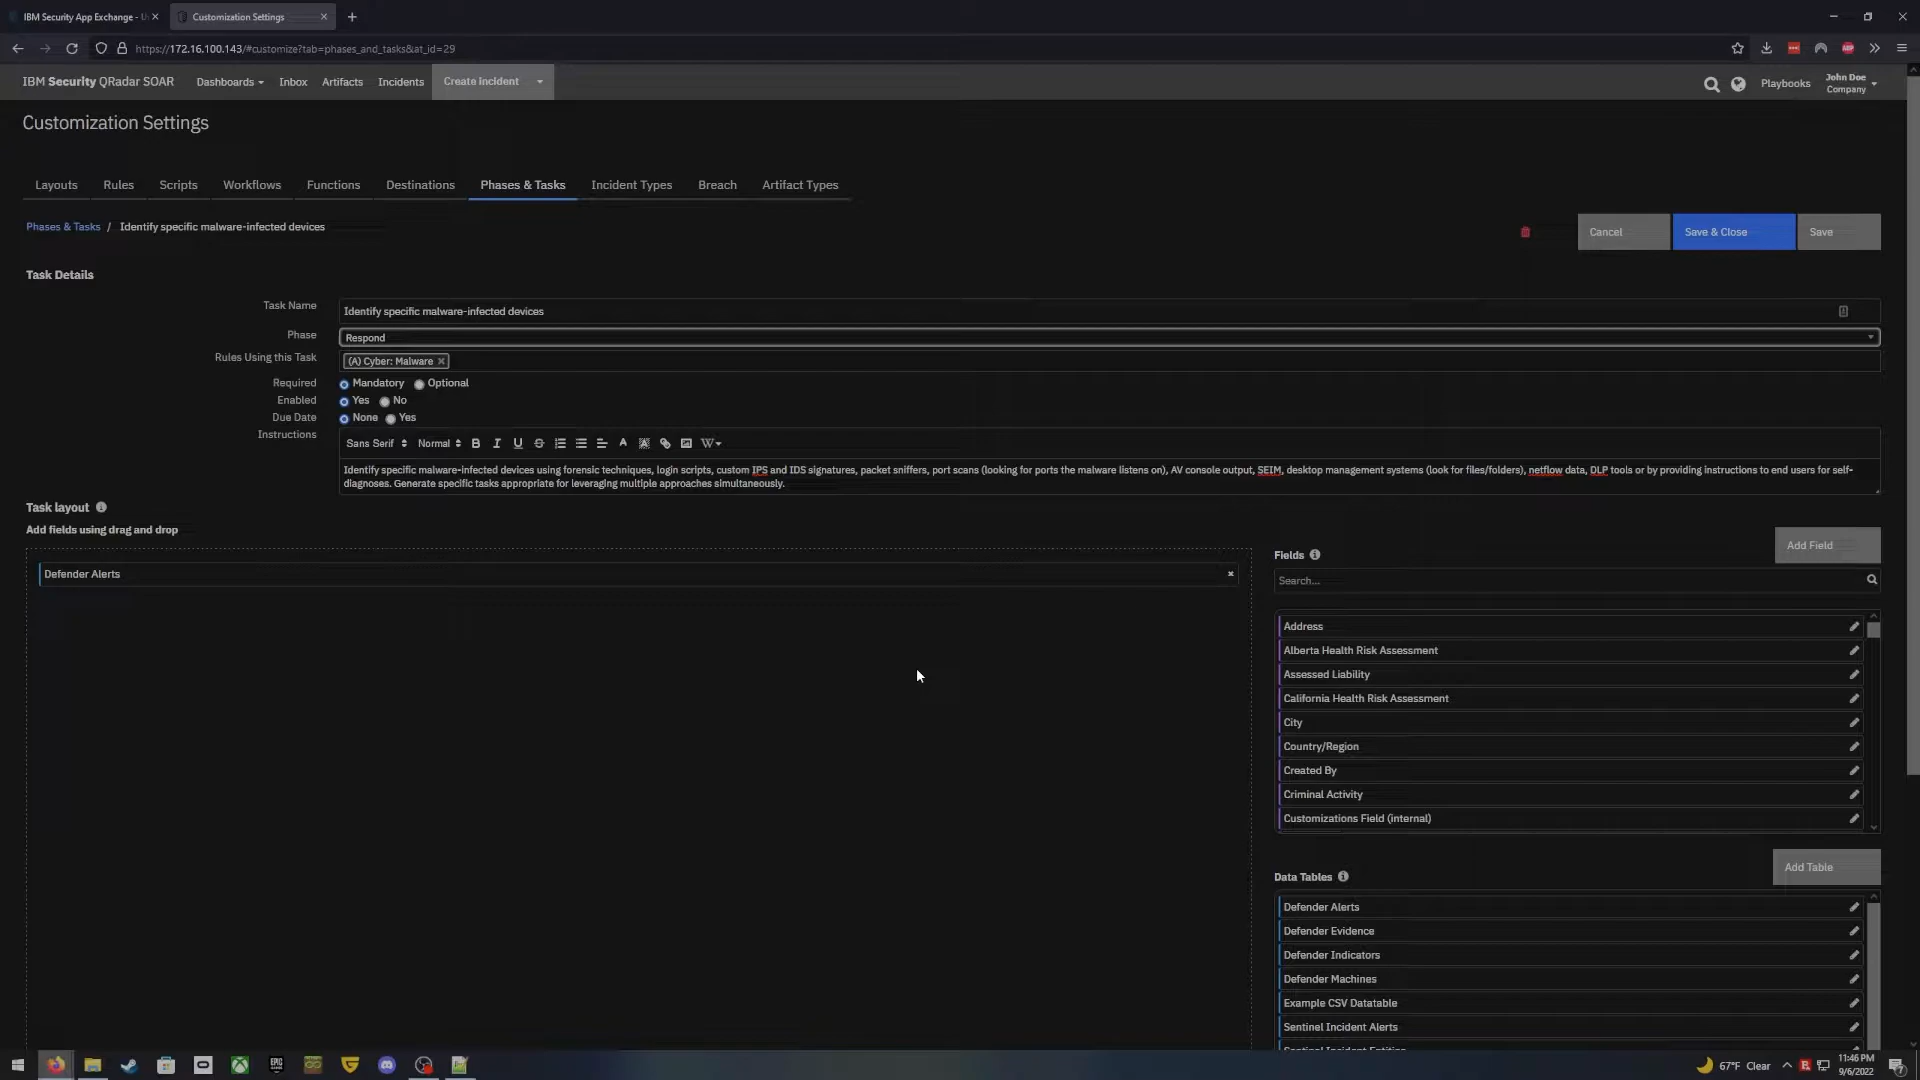 IBM Security App Exchange - U
Customization Settings
https://172.16.100.143/#customize?tab=phases_and_tasks&at_id=29
IBM Security QRadar SOAR
Dashboards
Inbox
Artifacts
Incidents
Create Incident
Playbooks
John Doe
Company
Customization Settings
Layouts
Rules
Scripts
Workflows
Functions
Destinations
Phases & Tasks
Incident Types
Breach
Artifact Types
Phases & Tasks / Identify specific malware-infected devices
Cancel
Save & Close
Save
Task Details
Task Name
Identify specific malware-infected devices
Phase
Respond
Rules Using this Task
(A) Cyber: Malware
Required
Mandatory
Optional
Enabled
Yes
No
Due Date
None
Yes
Instructions
Sans Serif
Normal
B I U
Identify specific malware-infected devices using forensic techniques, login scripts, custom IPS and IDS signatures, packet sniffers, port scans (looking for ports the malware listens on), AV console output, SEIM, desktop management systems (look for files/folders), netflow data, DLP tools or by providing instructions to end users for self-
diagnoses. Generate specific tasks appropriate for leveraging multiple approaches simultaneously.
Task layout
Add fields using drag and drop
Defender Alerts
Add Field
Fields
Search...
Address
Alberta Health Risk Assessment
Assessed Liability
California Health Risk Assessment
City
Country/Region
Created By
Criminal Activity
Customizations Field (internal)
Add Table
Data Tables
Defender Alerts
Defender Evidence
Defender Indicators
Defender Machines
Example CSV Datatable
Sentinel Incident Alerts
67°F Clear
11:46 PM
9/6/2022